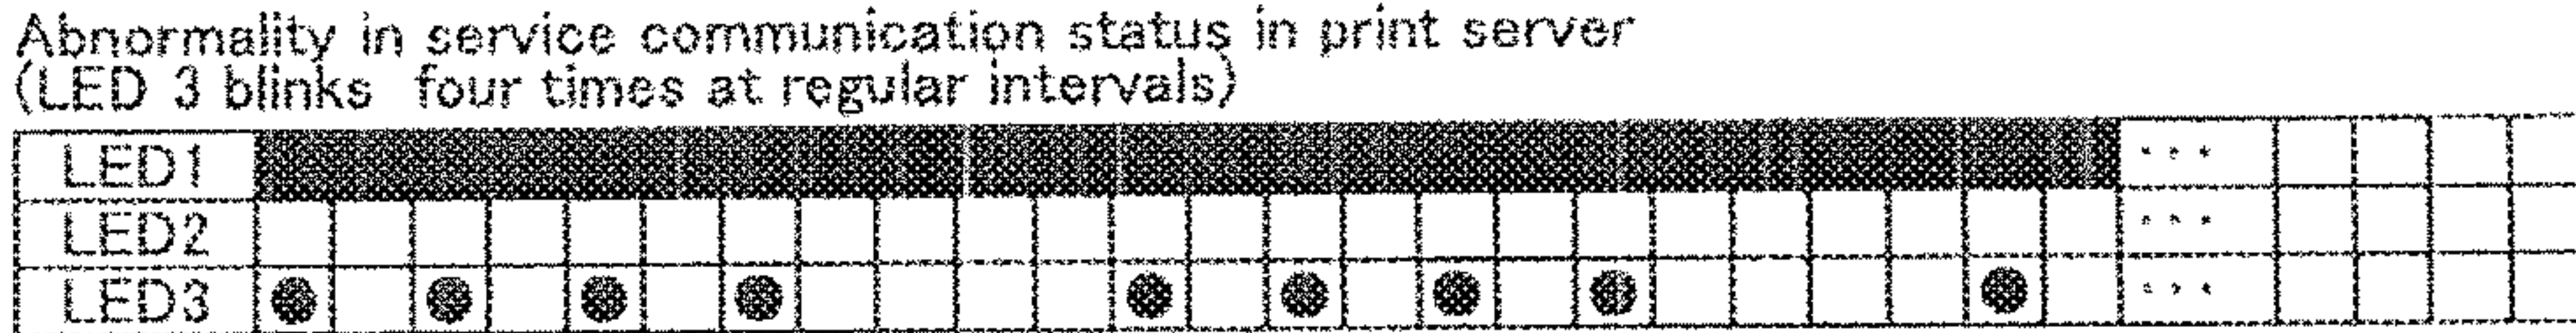 Abnormality in service communication status in print server
(LED 3 blinks four times at regular intervals)
LED1 ...
LED2 ...
LED3 ...